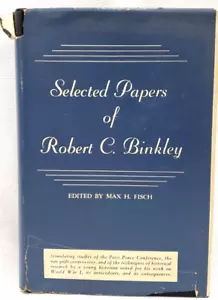 Selected Papers
of
Robert C. Binkley
EDITED BY MAX H. FISCH
Stimulating studies of the Paris Peace Conference, the
war guilt controversy, and of the techniques of historical
research by a young historian noted for his work on
World War I, its antecedents, and its consequences.